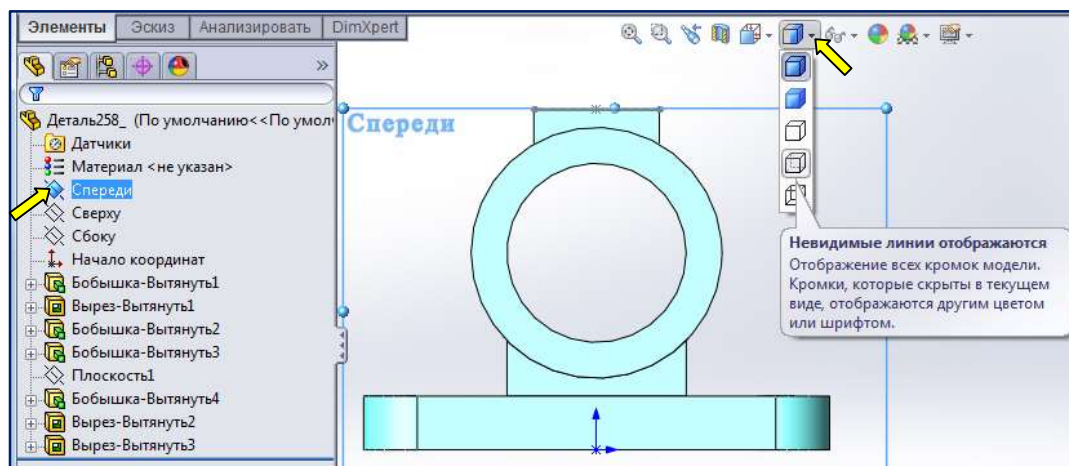 Элементы Эскиз Анализировать DimXpert
»
Деталь258_ (По умолчанию<<По умол
Датчики
Материал <не указан>
Спереди
Сверху
Сбоку
Начало координат
Бобышка-Вытянуть1
Вырез-Вытянуть1
Бобышка-Вытянуть2
Бобышка-Вытянуть3
Плоскость1
Бобышка-Вытянуть4
Вырез-Вытянуть2
Вырез-Вытянуть3
Спереди
Невидимые линии отображаются
Отображение всех кромок модели.
Кромки, которые скрыты в текущем
виде, отображаются другим цветом
или шрифтом.